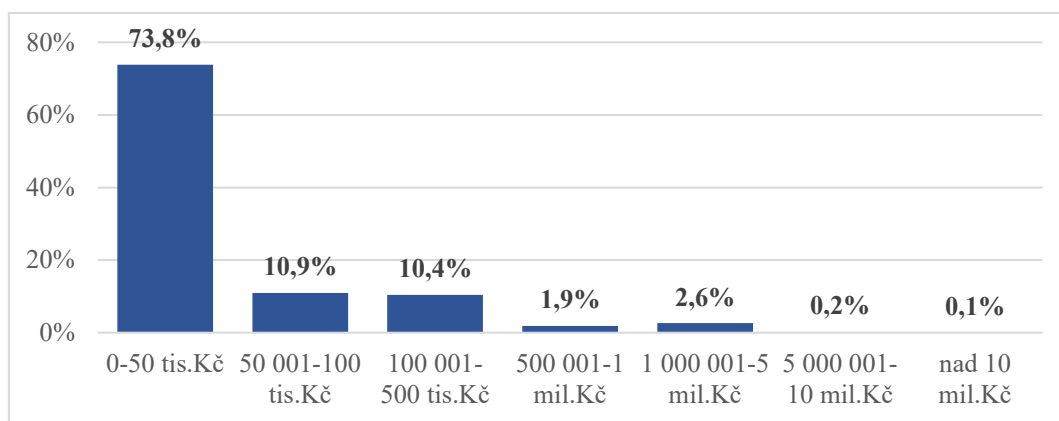 73,8%
80%
60%
40%
20%
10,9%
10,4%
1,9%
2,6%
0,2%
0,1%
0%
0-50 tis.Kč
50 001-100
tis.Kč
100 001-
500 tis.Kč
500 001-1
mil.Kč
1 000 001-5
mil.Kč
5 000 001-
10 mil.Kč
nad 10
mil.Kč